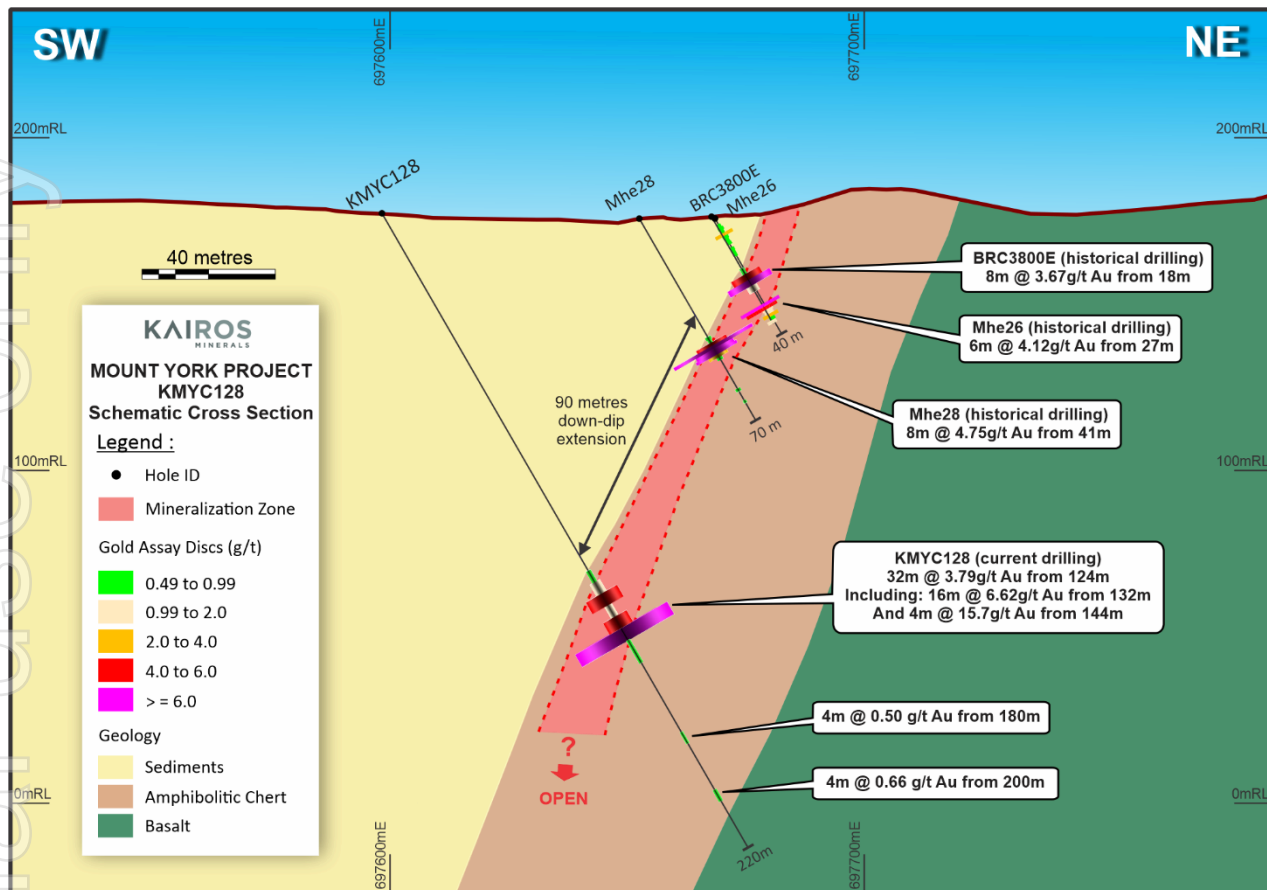 SW
NE
697600mE
697700mE
200mRL
200mRL
KMYC128
Mhe28
BRC3800E
Mhe26
40 metres
BRC3800E (historical drilling)
8m @ 3.67g/t Au from 18m
Mhe26 (historical drilling)
6m @ 4.12g/t Au from 27m
40 m
Mhe28 (historical drilling)
8m @ 4.75g/t Au from 41m
70 m
90 metres
down-dip
extension
100mRL
100mRL
KAIROS
MINERALS
MOUNT YORK PROJECT
KMYC128
Schematic Cross Section
Legend :
Hole ID
Mineralization Zone
Gold Assay Discs (g/t)
0.49 to 0.99
0.99 to 2.0
2.0 to 4.0
4.0 to 6.0
> = 6.0
Geology
Sediments
Amphibolitic Chert
Basalt
KMYC128 (current drilling)
32m @ 3.79g/t Au from 124m
Including: 16m @ 6.62g/t Au from 132m
And 4m @ 15.7g/t Au from 144m
4m @ 0.50 g/t Au from 180m
4m @ 0.66 g/t Au from 200m
?
OPEN
0mRL
0mRL
220m
697600mE
697700mE